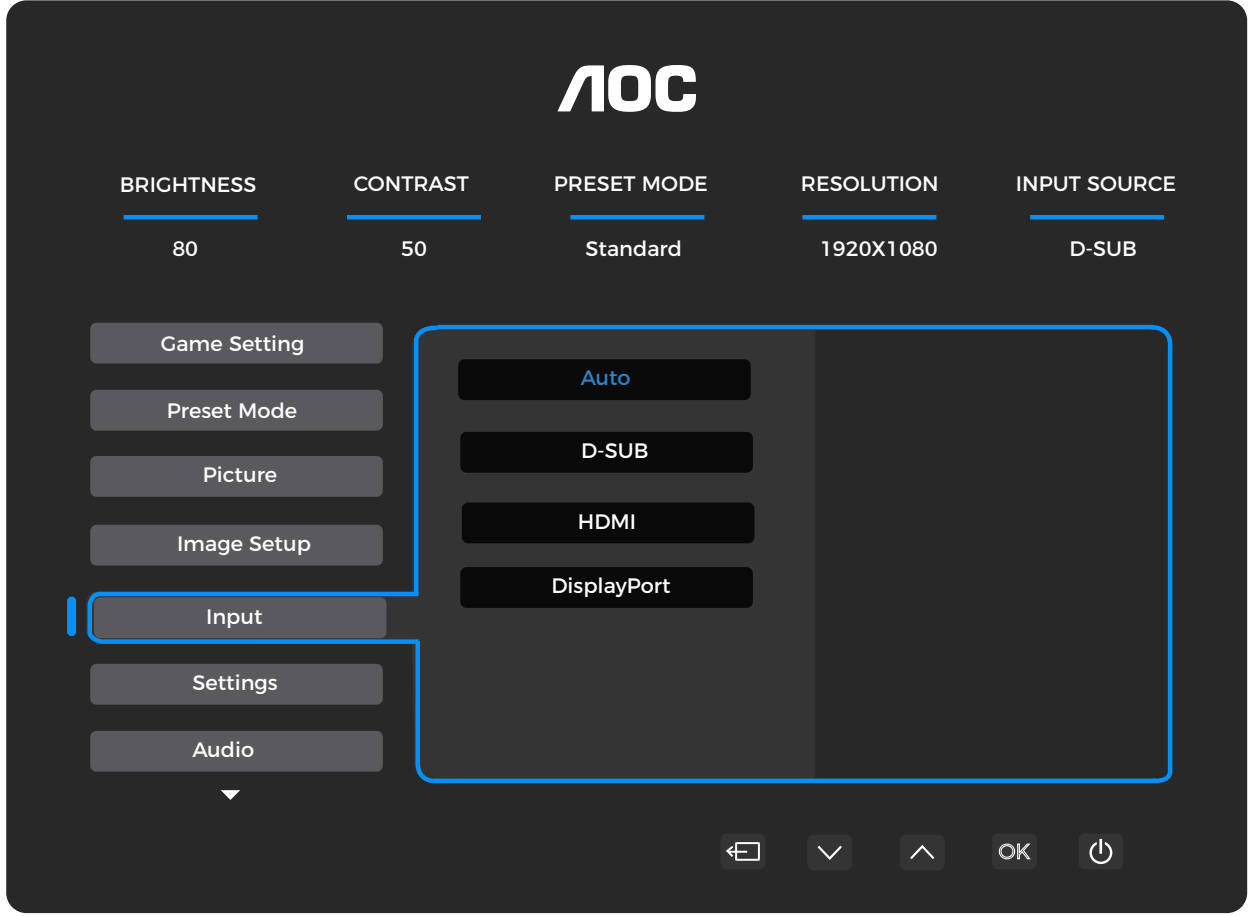 AOC
BRIGHTNESS CONTRAST PRESET MODE RESOLUTION INPUT SOURCE
80 50 Standard 1920X1080 D-SUB
Game Setting
Auto
Preset Mode
D-SUB
Picture
HDMI
Image Setup
DisplayPort
Input
Settings
Audio
OK